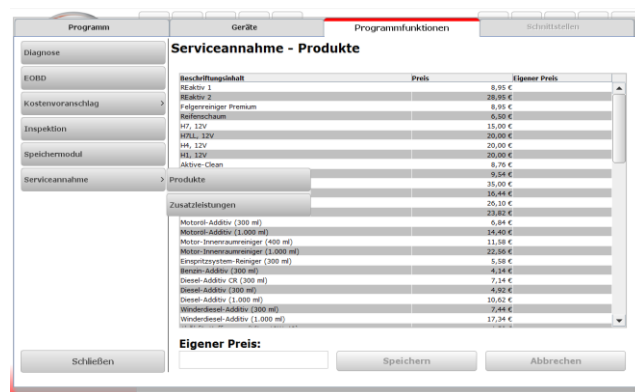 Programm
Geräte
Programmfunktionen
Schnittstellen
Diagnose
EOBD
Kostenvoranschlag >
Inspektion
Speichermodul
Serviceannahme >
Produkte
Zusatzleistungen
Schließen
Serviceannahme - Produkte
Beschriftungsinhalt Preis Eigener Preis
REaktiv 1 8,95 €
REaktiv 2 28,95 €
Felgenreiniger Premium 8,95 €
Reifenschaum 6,50 €
H7, 12V 15,00 €
H7LL, 12V 20,00 €
H4, 12V 20,00 €
H1, 12V 20,00 €
Aktive-Clean 8,76 €
9,54 €
35,00 €
16,44 €
26,10 €
23,82 €
Motoröl-Additiv (300 ml) 6,84 €
Motoröl-Additiv (1.000 ml) 14,40 €
Motor-Innenraumreiniger (400 ml) 11,58 €
Motor-Innenraumreiniger (1.000 ml) 22,56 €
Einspritzsystem-Reiniger (300 ml) 5,58 €
Benzin-Additiv (300 ml) 4,14 €
Diesel-Additiv CR (300 ml) 7,14 €
Diesel-Additiv (300 ml) 4,92 €
Diesel-Additiv (1.000 ml) 10,62 €
Winderdiesel-Additiv (300 ml) 7,44 €
Winderdiesel-Additiv (1.000 ml) 17,34 €
Eigener Preis:
Speichern
Abbrechen